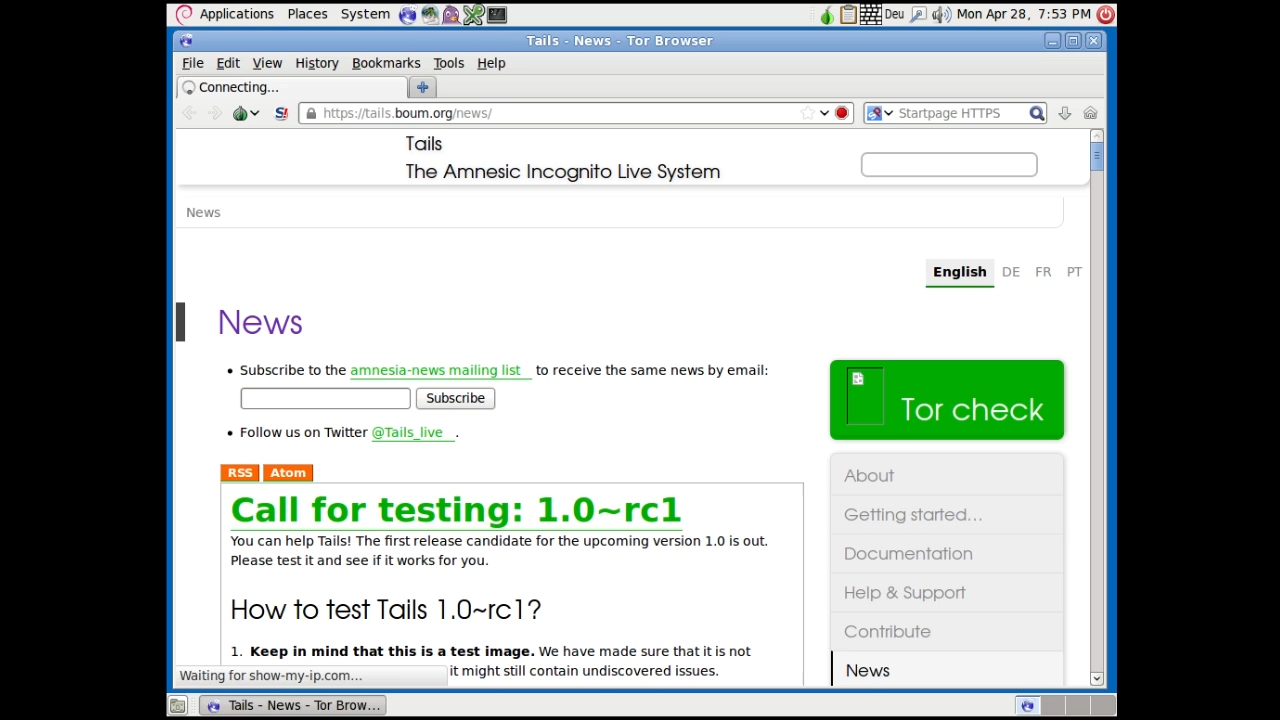 Applications Places System Deu Mon Apr 28, 7:53 PM
Tails - News - Tor Browser
File Edit View History Bookmarks Tools Help
Connecting...
https://tails.boum.org/news/ Startpage HTTPS
Tails
The Amnesic Incognito Live System
News
English DE FR PT
News
Subscribe to the amnesia-news mailing list to receive the same news by email:
Subscribe
Follow us on Twitter @Tails_live .
RSS Atom
Call for testing: 1.0~rc1
You can help Tails! The first release candidate for the upcoming version 1.0 is out.
Please test it and see if it works for you.
How to test Tails 1.0~rc1?
1. Keep in mind that this is a test image. We have made sure that it is not
it might still contain undiscovered issues.
Tor check
About
Getting started...
Documentation
Help & Support
Contribute
News
Waiting for show-my-ip.com...
Tails - News - Tor Brow...